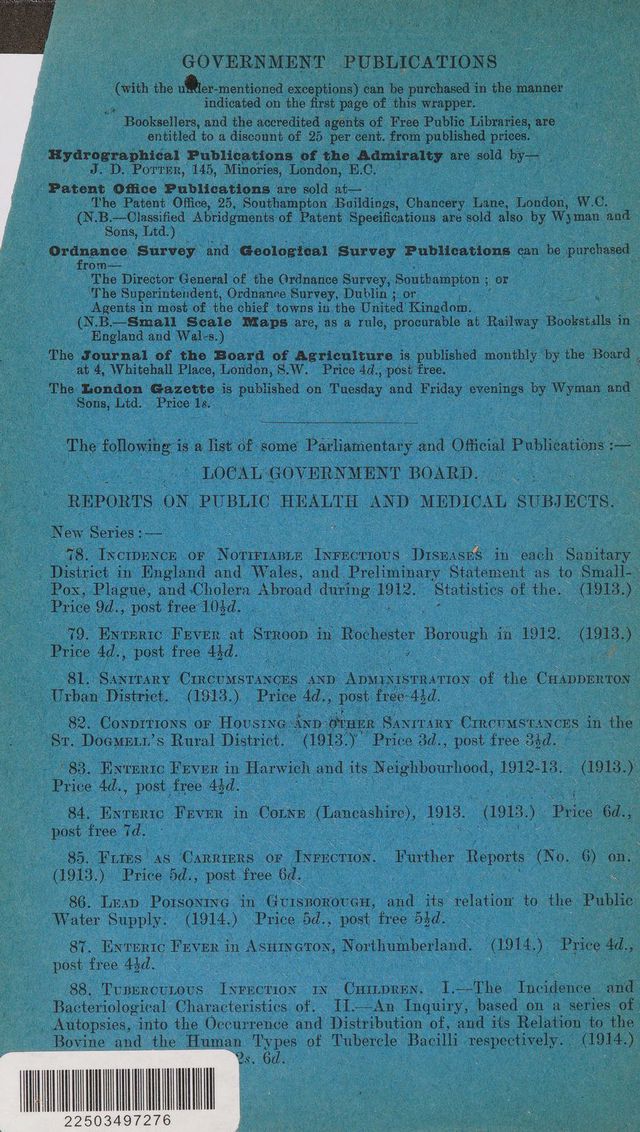 GOVERNMENT PUBLICATIONS
(with the under-mentioned exceptions) can be purchased in the manner
indicated on the first page of this wrapper.
Booksellers, and the accredited agents of Free Public Libraries, are
entitled to a discount of 25 per cent. from published prices.
Hydrographical Publications of the Admiralty are sold by—
J. D. POTTER, 145, Minories, London, E.C.
Patent Office Publications are sold at—
The Patent Office, 25, Southampton Buildings, Chancery Lane, London, W.C.
(N.B.—Classified Abridgments of Patent Specifications are sold also by Wyman and
Sons, Ltd.)
Ordnance Survey and Geological Survey Publications can be purchased
from—
The Director General of the Ordnance Survey, Southampton ; or
The Superintendent, Ordnance Survey, Dublin ; or
Agents in most of the chief towns in the United Kingdom.
(N.B.—Small Scale Maps are, as a rule, procurable at Railway Bookstalls in
England and Wales.)
The Journal of the Board of Agriculture is published monthly by the Board
at 4, Whitehall Place, London, S.W. Price 4d., post free.
The London Gazette is published on Tuesday and Friday evenings by Wyman and
Sons, Ltd. Price 1s.
The following is a list of some Parliamentary and Official Publications :—
LOCAL GOVERNMENT BOARD.
REPORTS ON PUBLIC HEALTH AND MEDICAL SUBJECTS.
New Series :—
78. INCIDENCE OF NOTIFIABLE INFECTIOUS DISEASES in each Sanitary
District in England and Wales, and Preliminary Statement as to Small-
Pox, Plague, and Cholera Abroad during 1912. Statistics of the. (1913.)
Price 9d., post free 10½d.
79. ENTERIC FEVER at STROOD in Rochester Borough in 1912. (1913.)
Price 4d., post free 4½d.
81. SANITARY CIRCUMSTANCES AND ADMINISTRATION of the CHADDERTON
Urban District. (1913.) Price 4d., post free 4½d.
82. CONDITIONS OF HOUSING AND OTHER SANITARY CIRCUMSTANCES in the
ST. DOGMELL'S Rural District. (1913.) Price 3d., post free 3½d.
83. ENTERIC FEVER in Harwich and its Neighbourhood, 1912-13. (1913.)
Price 4d., post free 4½d.
84. ENTERIC FEVER in COLNE (Lancashire), 1913. (1913.) Price 6d.,
post free 7d.
85. FLIES AS CARRIERS OF INFECTION. Further Reports (No. 6) on.
(1913.) Price 5d., post free 6d.
86. LEAD POISONING in GUISBOROUGH, and its relation to the Public
Water Supply. (1914.) Price 5d., post free 5½d.
87. ENTERIC FEVER in ASHINGTON, Northumberland. (1914.) Price 4d.,
post free 4½d.
88. TUBERCULOUS INFECTION IN CHILDREN. I.—The Incidence and
Bacteriological Characteristics of. II.—An Inquiry, based on a series of
Autopsies, into the Occurrence and Distribution of, and its Relation to the
Bovine and the Human Types of Tubercle Bacilli respectively. (1914.)
2s. 6d.
22503497276